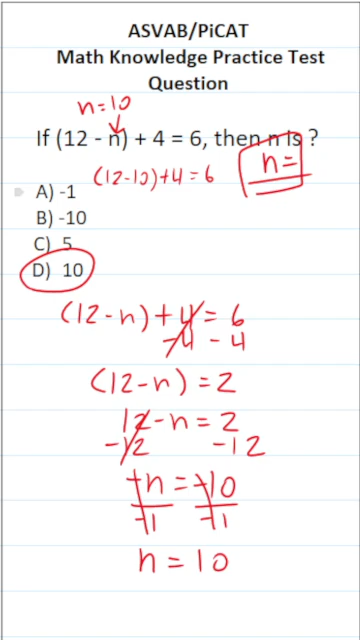 ASVAB/PiCAT
Math Knowledge Practice Test
Question
n=10
If (12 - n) + 4 = 6, then n is ?
(12-10)+4=6
n=
A) -1
B) -10
C) 5
D) 10
(12-n)+4=6
-4 -4
(12-n)=2
12-n=2
-12 -12
-n=-10
-1 -1
n=10